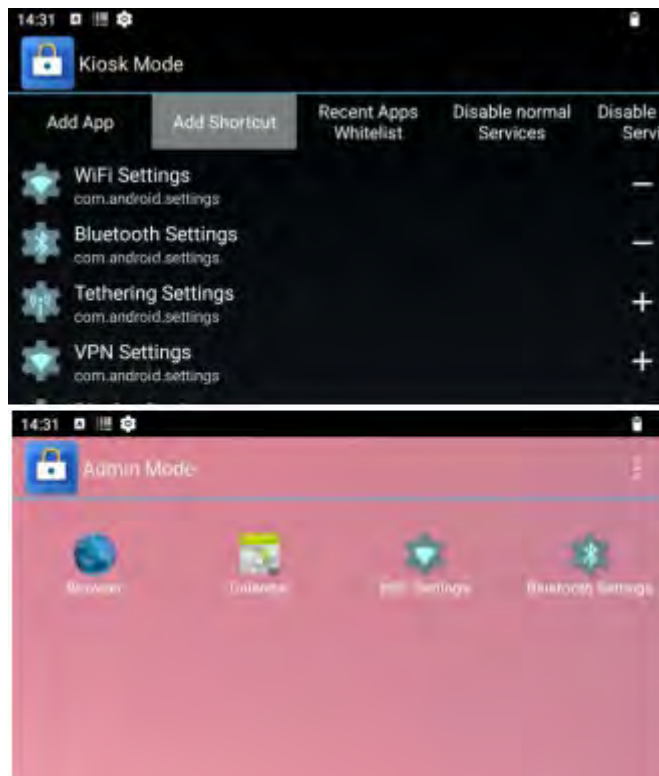 14:31
Kiosk Mode
Add App
Add Shortcut
Recent Apps
Whitelist
Disable normal
Services
Disable
Servi
WiFi Settings
com.android.settings
Bluetooth Settings
com.android.settings
Tethering Settings
com.android.settings
VPN Settings
com.android.settings
14:31
Admin Mode
Browser
Calendar
WiFi Settings
Bluetooth Settings